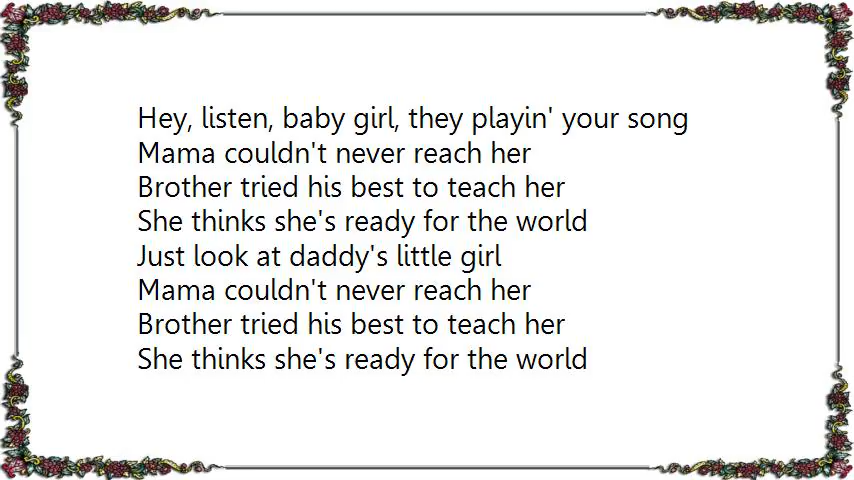 Hey, listen, baby girl, they playin' your song
Mama couldn't never reach her
Brother tried his best to teach her
She thinks she's ready for the world
Just look at daddy's little girl
Mama couldn't never reach her
Brother tried his best to teach her
She thinks she's ready for the world